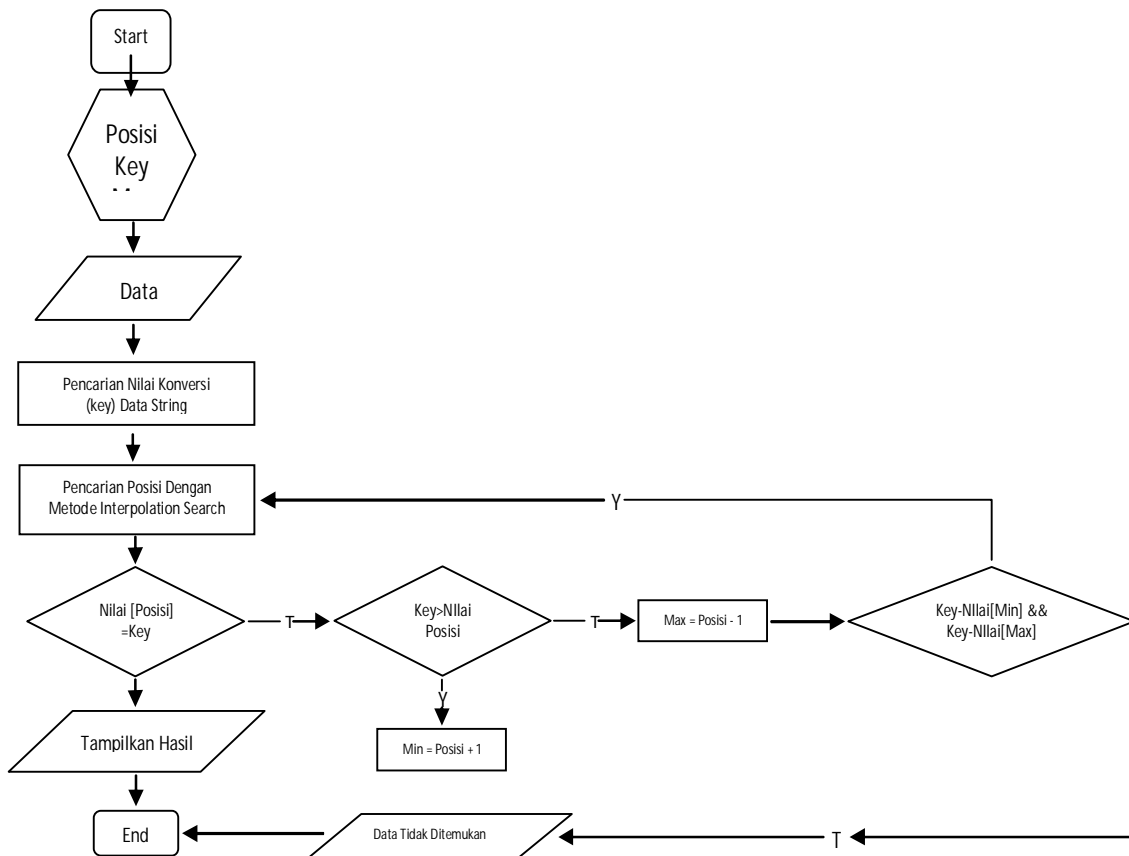 Start
Posisi
Key
Data
Pencarian Nilai Konversi
(key) Data String
Pencarian Posisi Dengan
Metode Interpolation Search
Y
Nilai [Posisi]
=Key
T
Key>NIlai
Posisi
T
Max = Posisi - 1
Key-NIlai[Min] &&
Key-NIlai[Max]
Y
Tampilkan Hasil
Min = Posisi + 1
End
Data Tidak Ditemukan
T